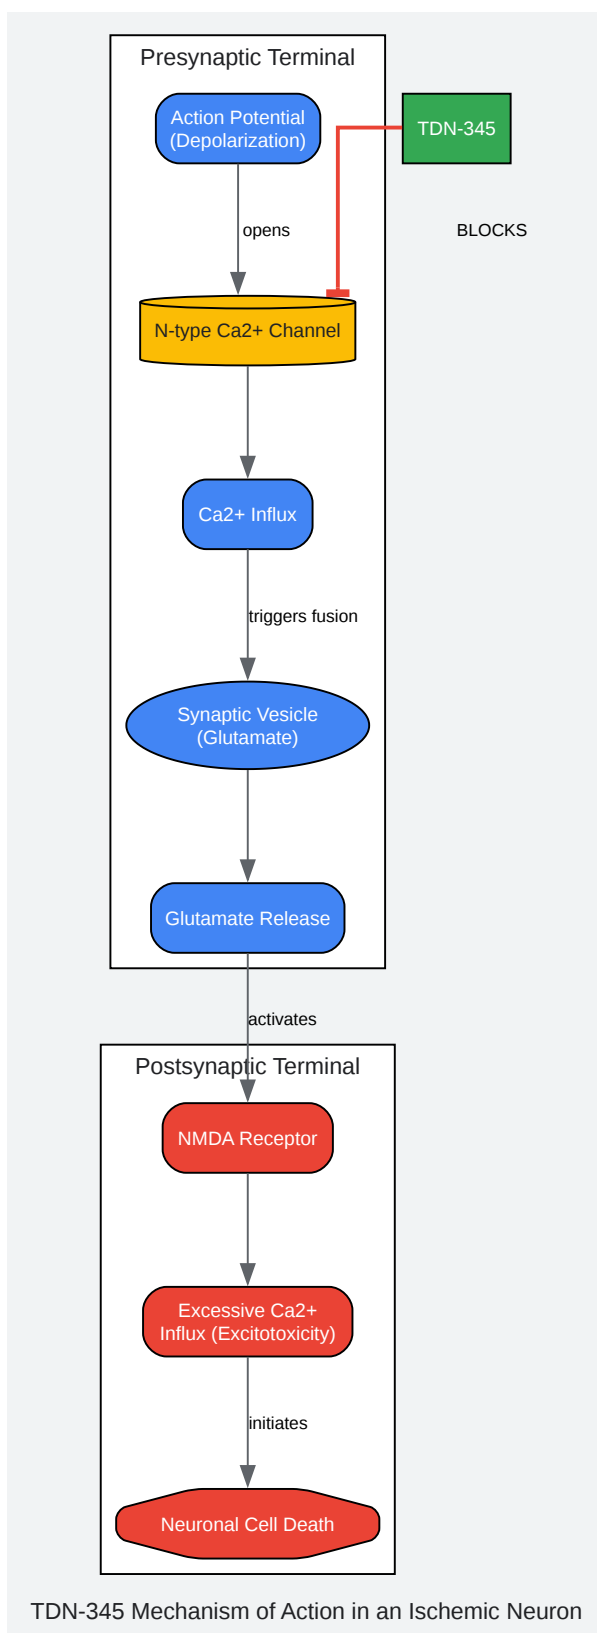 Presynaptic Terminal
Action Potential
(Depolarization)
TDN-345
opens
BLOCKS
N-type Ca2+ Channel
Ca2+ Influx
triggers fusion
Synaptic Vesicle
(Glutamate)
Glutamate Release
activates
Postsynaptic Terminal
NMDA Receptor
Excessive Ca2+
Influx (Excitotoxicity)
initiates
Neuronal Cell Death
TDN-345 Mechanism of Action in an Ischemic Neuron